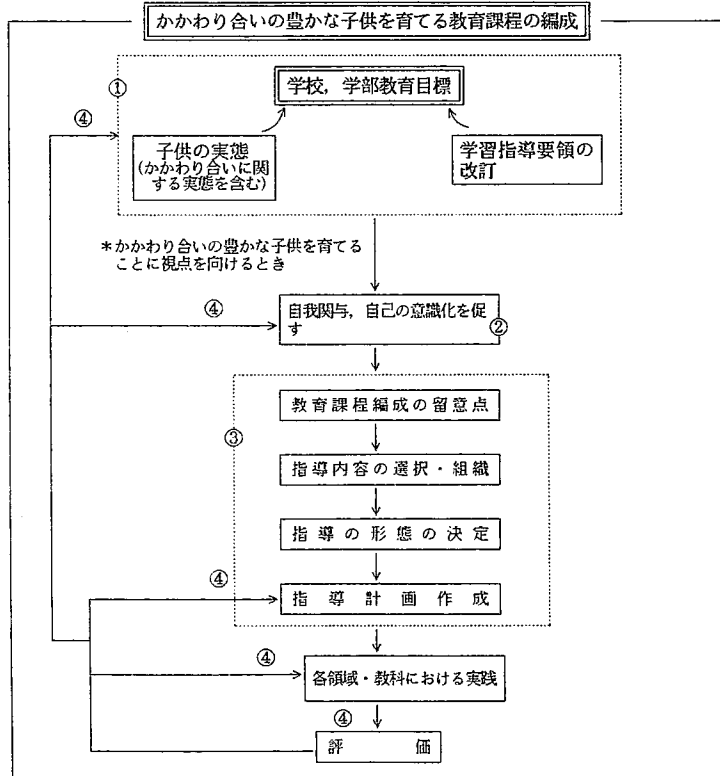 かかわり合いの豊かな子供を育てる教育課程の編成
①
学校,学部教育目標
④
子供の実態
(かかわり合いに関
する実態を含む)
学習指導要領の
改訂
*かかわり合いの豊かな子供を育てる
ことに視点を向けるとき
④
自我関与,自己の意識化を促
す
②
教育課程編成の留意点
③
指導内容の選択・組織
指導の形態の決定
④
指導計画作成
④
各領域・教科における実践
④
評価